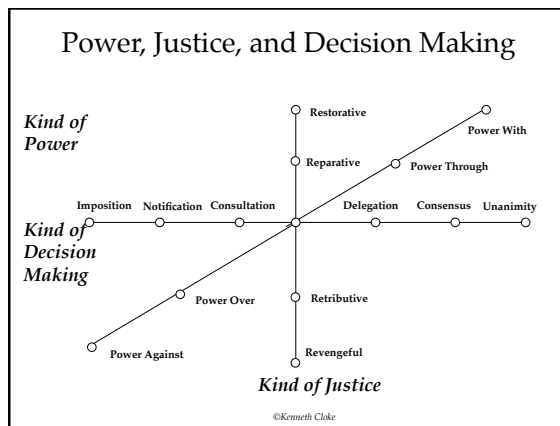 Power, Justice, and Decision Making
Restorative
Kind of
Power
Power With
Reparative
Power Through
Imposition
Notification
Consultation
Delegation
Consensus
Unanimity
Kind of
Decision
Making
Power Over
Retributive
Power Against
Revengeful
Kind of Justice
©Kenneth Cloke